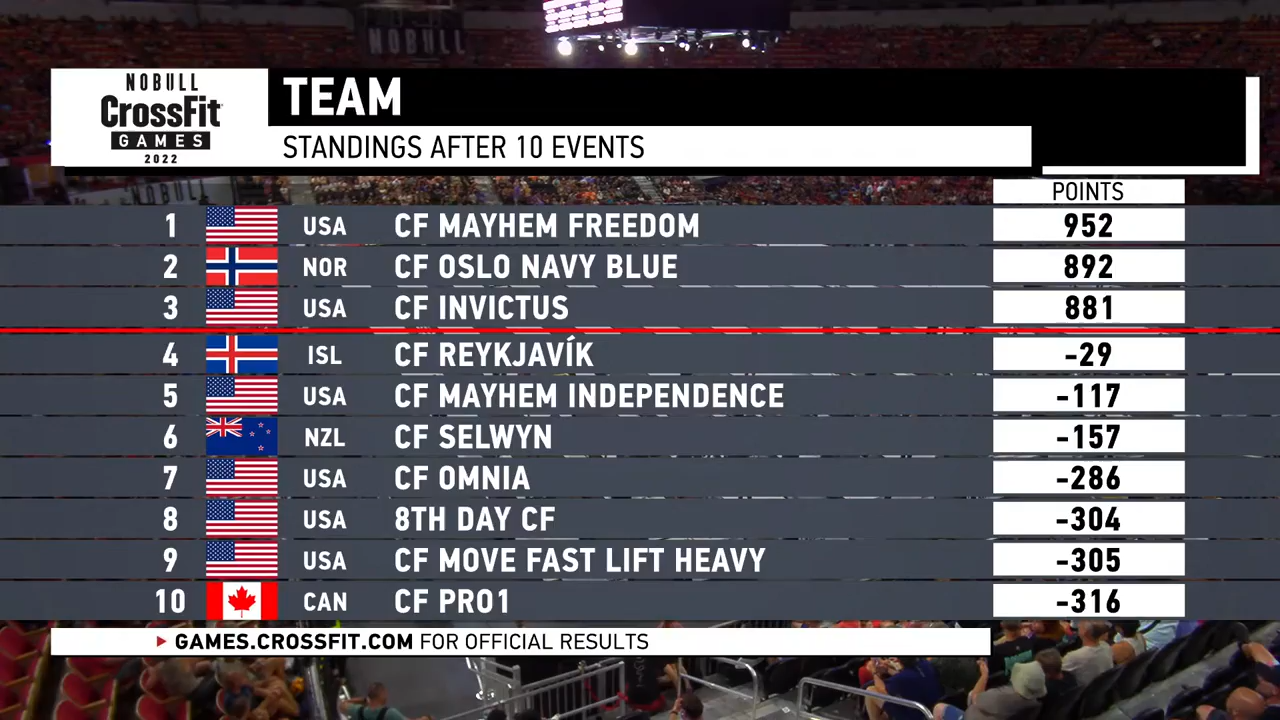 NOBULL
NOBULL
CrossFit
GAMES
2022
TEAM
STANDINGS AFTER 10 EVENTS
NOBULL
POINTS
1 USA CF MAYHEM FREEDOM 952
2 NOR CF OSLO NAVY BLUE 892
3 USA CF INVICTUS 881
4 ISL CF REYKJAVÍK -29
5 USA CF MAYHEM INDEPENDENCE -117
6 NZL CF SELWYN -157
7 USA CF OMNIA -286
8 USA 8TH DAY CF -304
9 USA CF MOVE FAST LIFT HEAVY -305
10 CAN CF PRO1 -316
GAMES.CROSSFIT.COM FOR OFFICIAL RESULTS